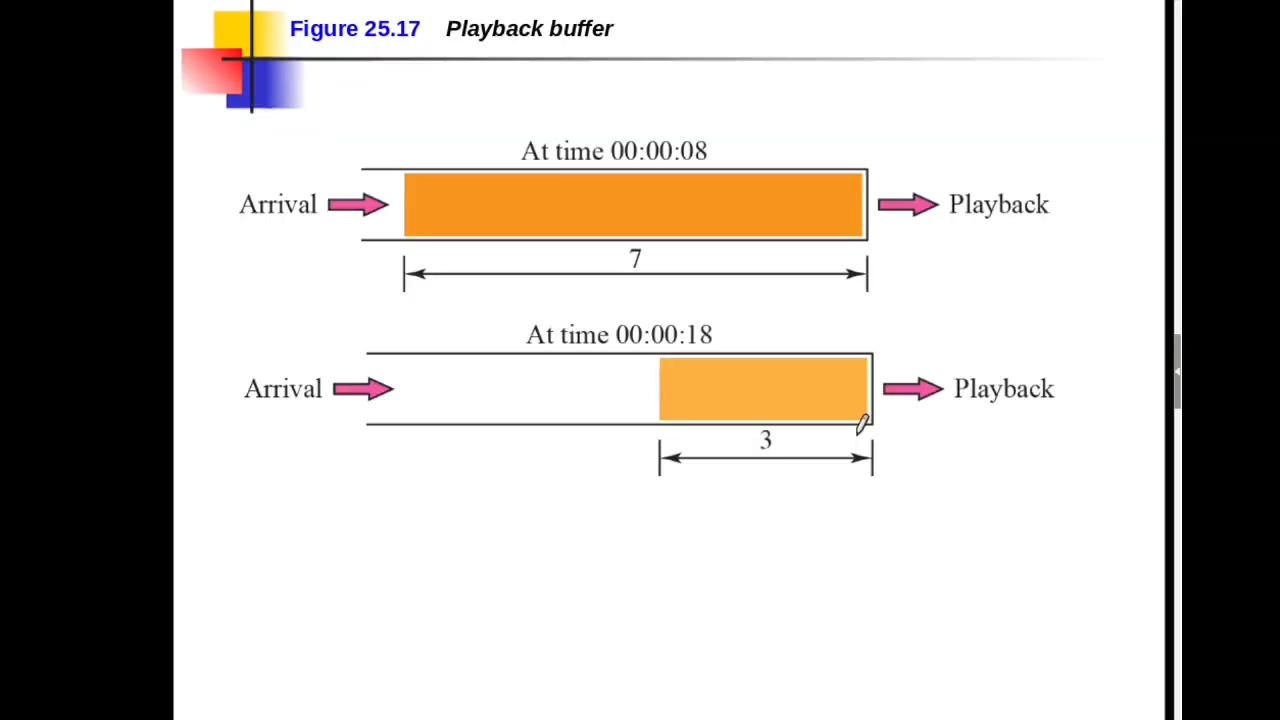 Figure 25.17 Playback buffer
At time 00:00:08
Arrival Playback
7
At time 00:00:18
Arrival Playback
3